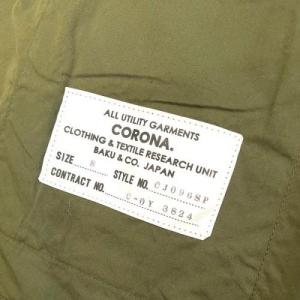 ALL UTILITY GARMENTS
CORONA.
CLOTHING & TEXTILE RESEARCH UNIT
BAKU & CO. JAPAN
SIZE 8 STYLE NO. CJ096SP
CONTRACT NO. C-0Y 3824